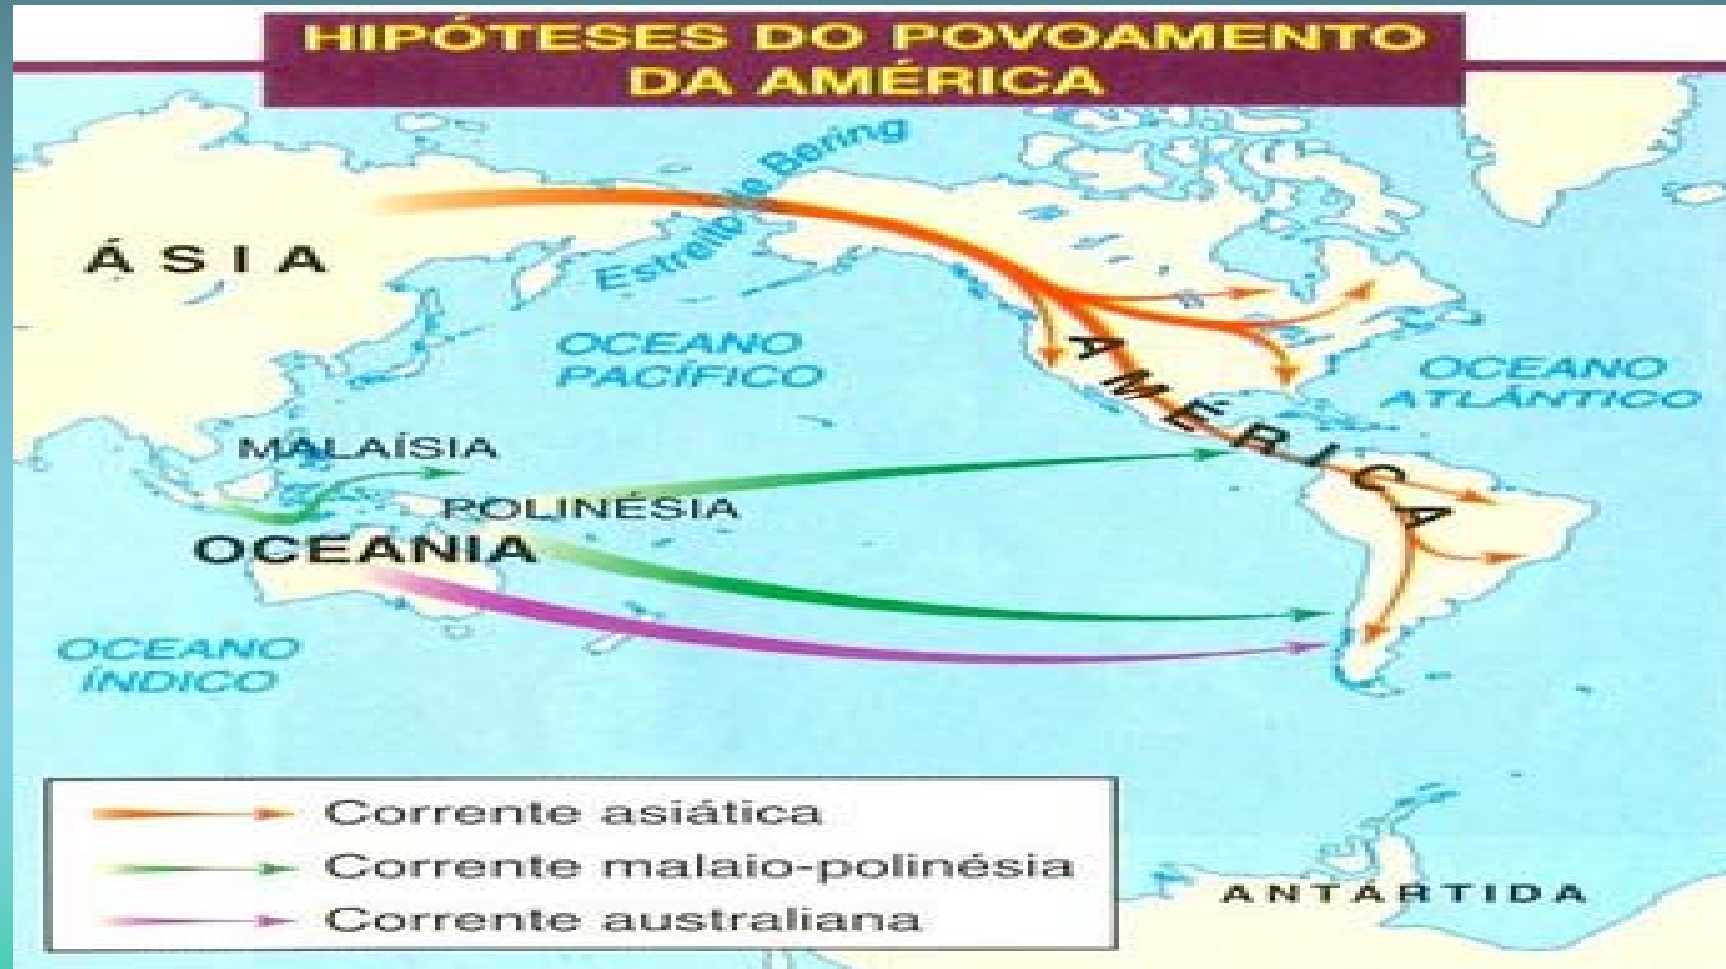 HIPÓTESES DO POVOAMENTO
DA AMÉRICA
Estreito de Bering
ÁSIA
OCEANO
PACÍFICO
AMÉRICA
OCEANO
ATLÂNTICO
MALAÍSIA
POLINÉSIA
OCEANIA
OCEANO
ÍNDICO
Corrente asiática
Corrente malaio-polinésia
Corrente australiana
ANTÁRTIDA